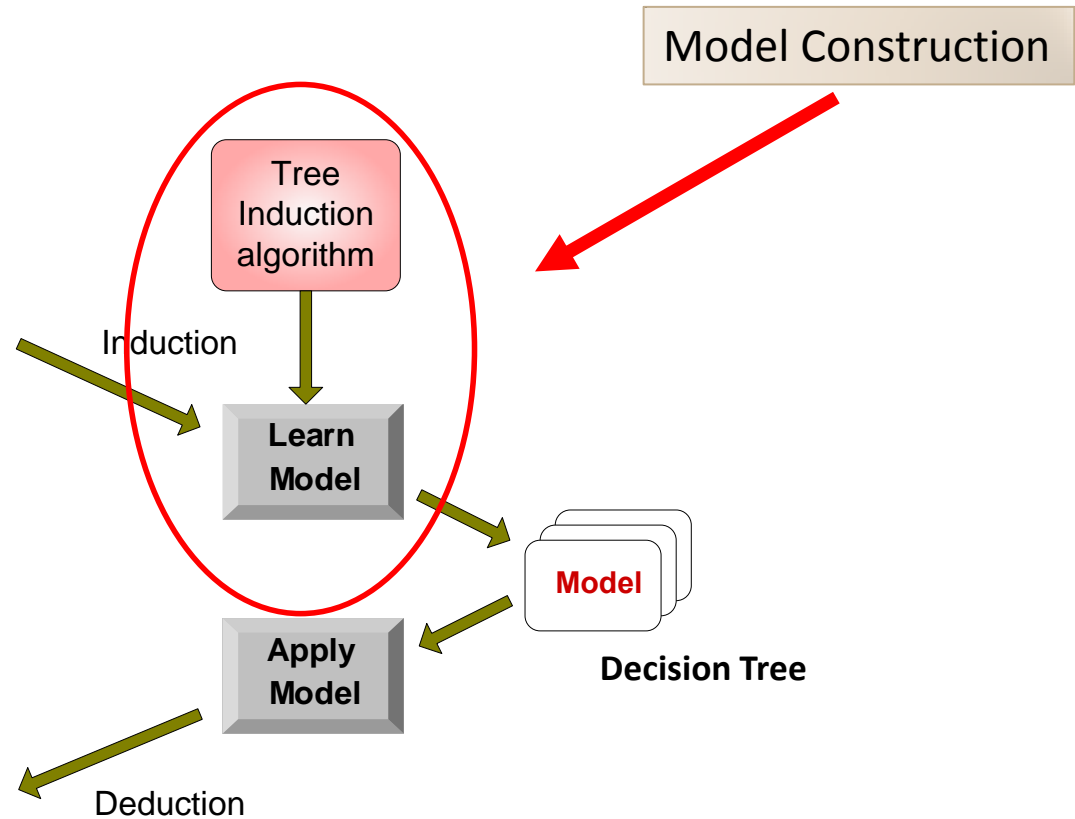 Model Construction
Tree
Induction
algorithm
Induction
Learn
Model
Model
Decision Tree
Apply
Model
Deduction